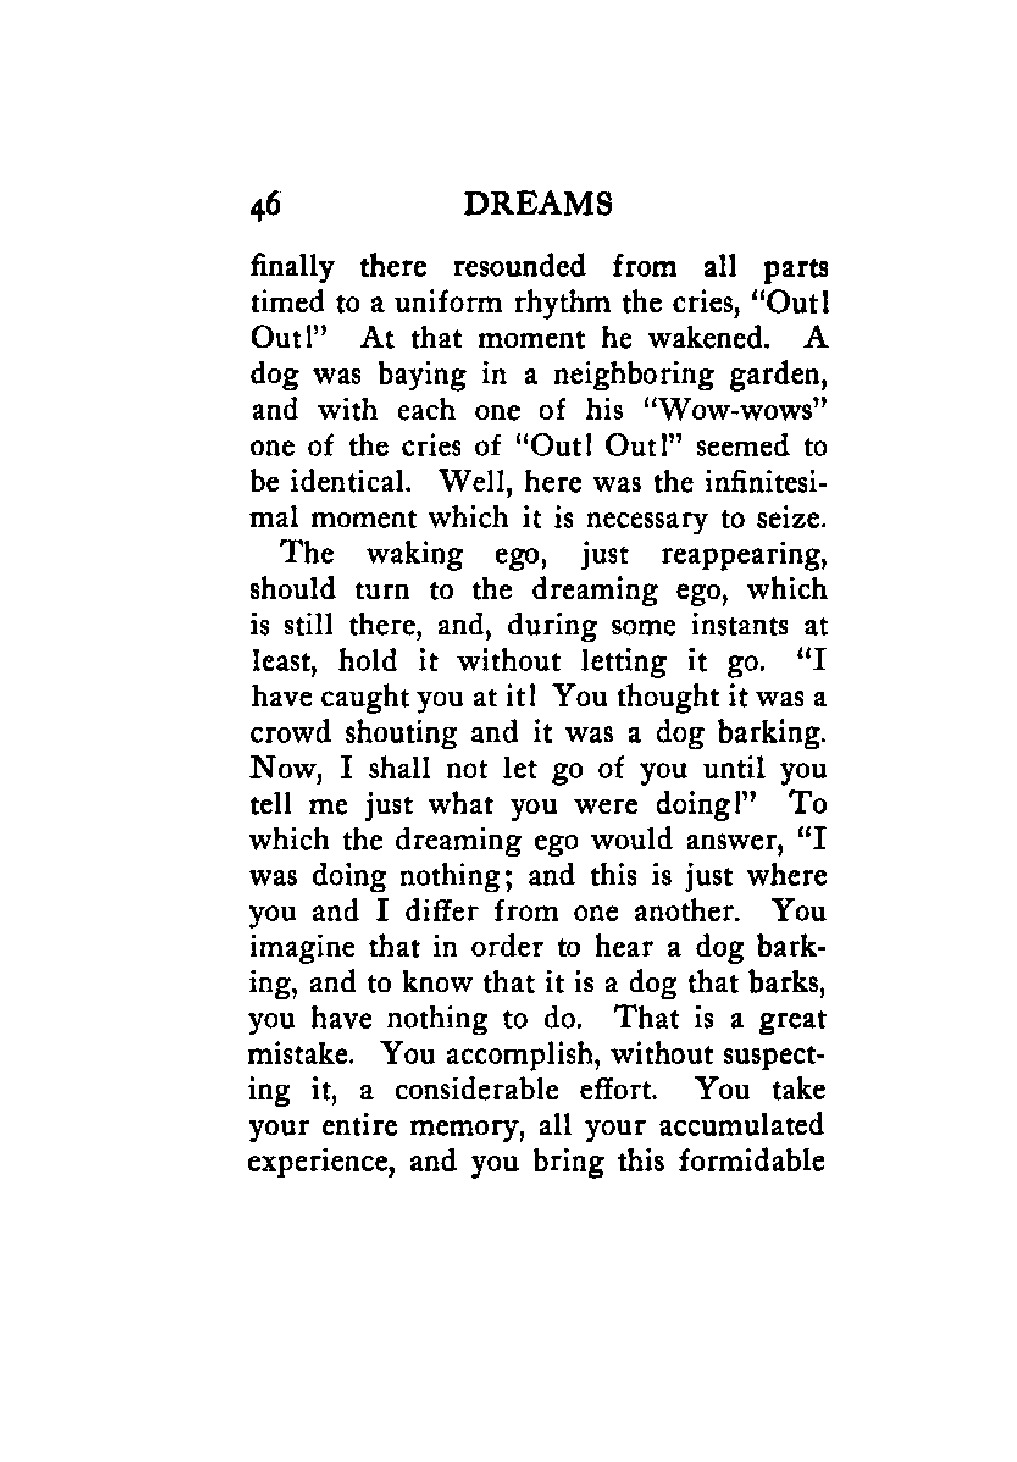 46 DREAMS
finally there resounded from all parts
timed to a uniform rhythm the cries, "Out!
Out!" At that moment he wakened. A
dog was baying in a neighboring garden,
and with each one of his "Wow-wows"
one of the cries of "Out! Out!" seemed to
be identical. Well, here was the infinitesi-
mal moment which it is necessary to seize.
The waking ego, just reappearing,
should turn to the dreaming ego, which
is still there, and, during some instants at
least, hold it without letting it go. "I
have caught you at it! You thought it was a
crowd shouting and it was a dog barking.
Now, I shall not let go of you until you
tell me just what you were doing!" To
which the dreaming ego would answer, "I
was doing nothing; and this is just where
you and I differ from one another. You
imagine that in order to hear a dog bark-
ing, and to know that it is a dog that barks,
you have nothing to do. That is a great
mistake. You accomplish, without suspect-
ing it, a considerable effort. You take
your entire memory, all your accumulated
experience, and you bring this formidable